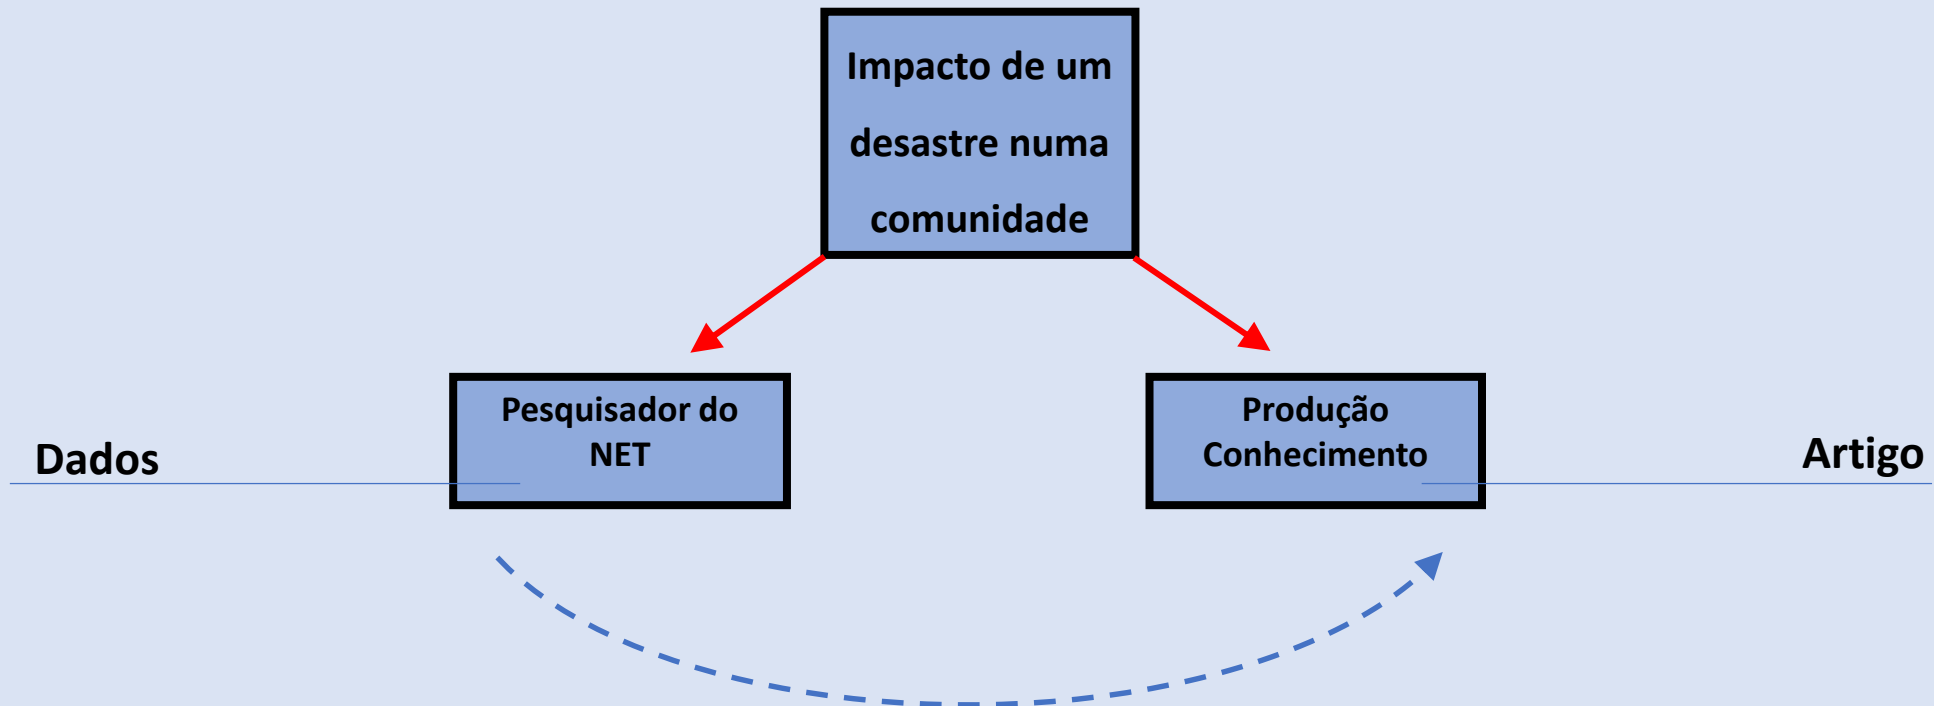 Impacto de um
desastre numa
comunidade
Pesquisador do
NET
Produção
Conhecimento
Dados
Artigo